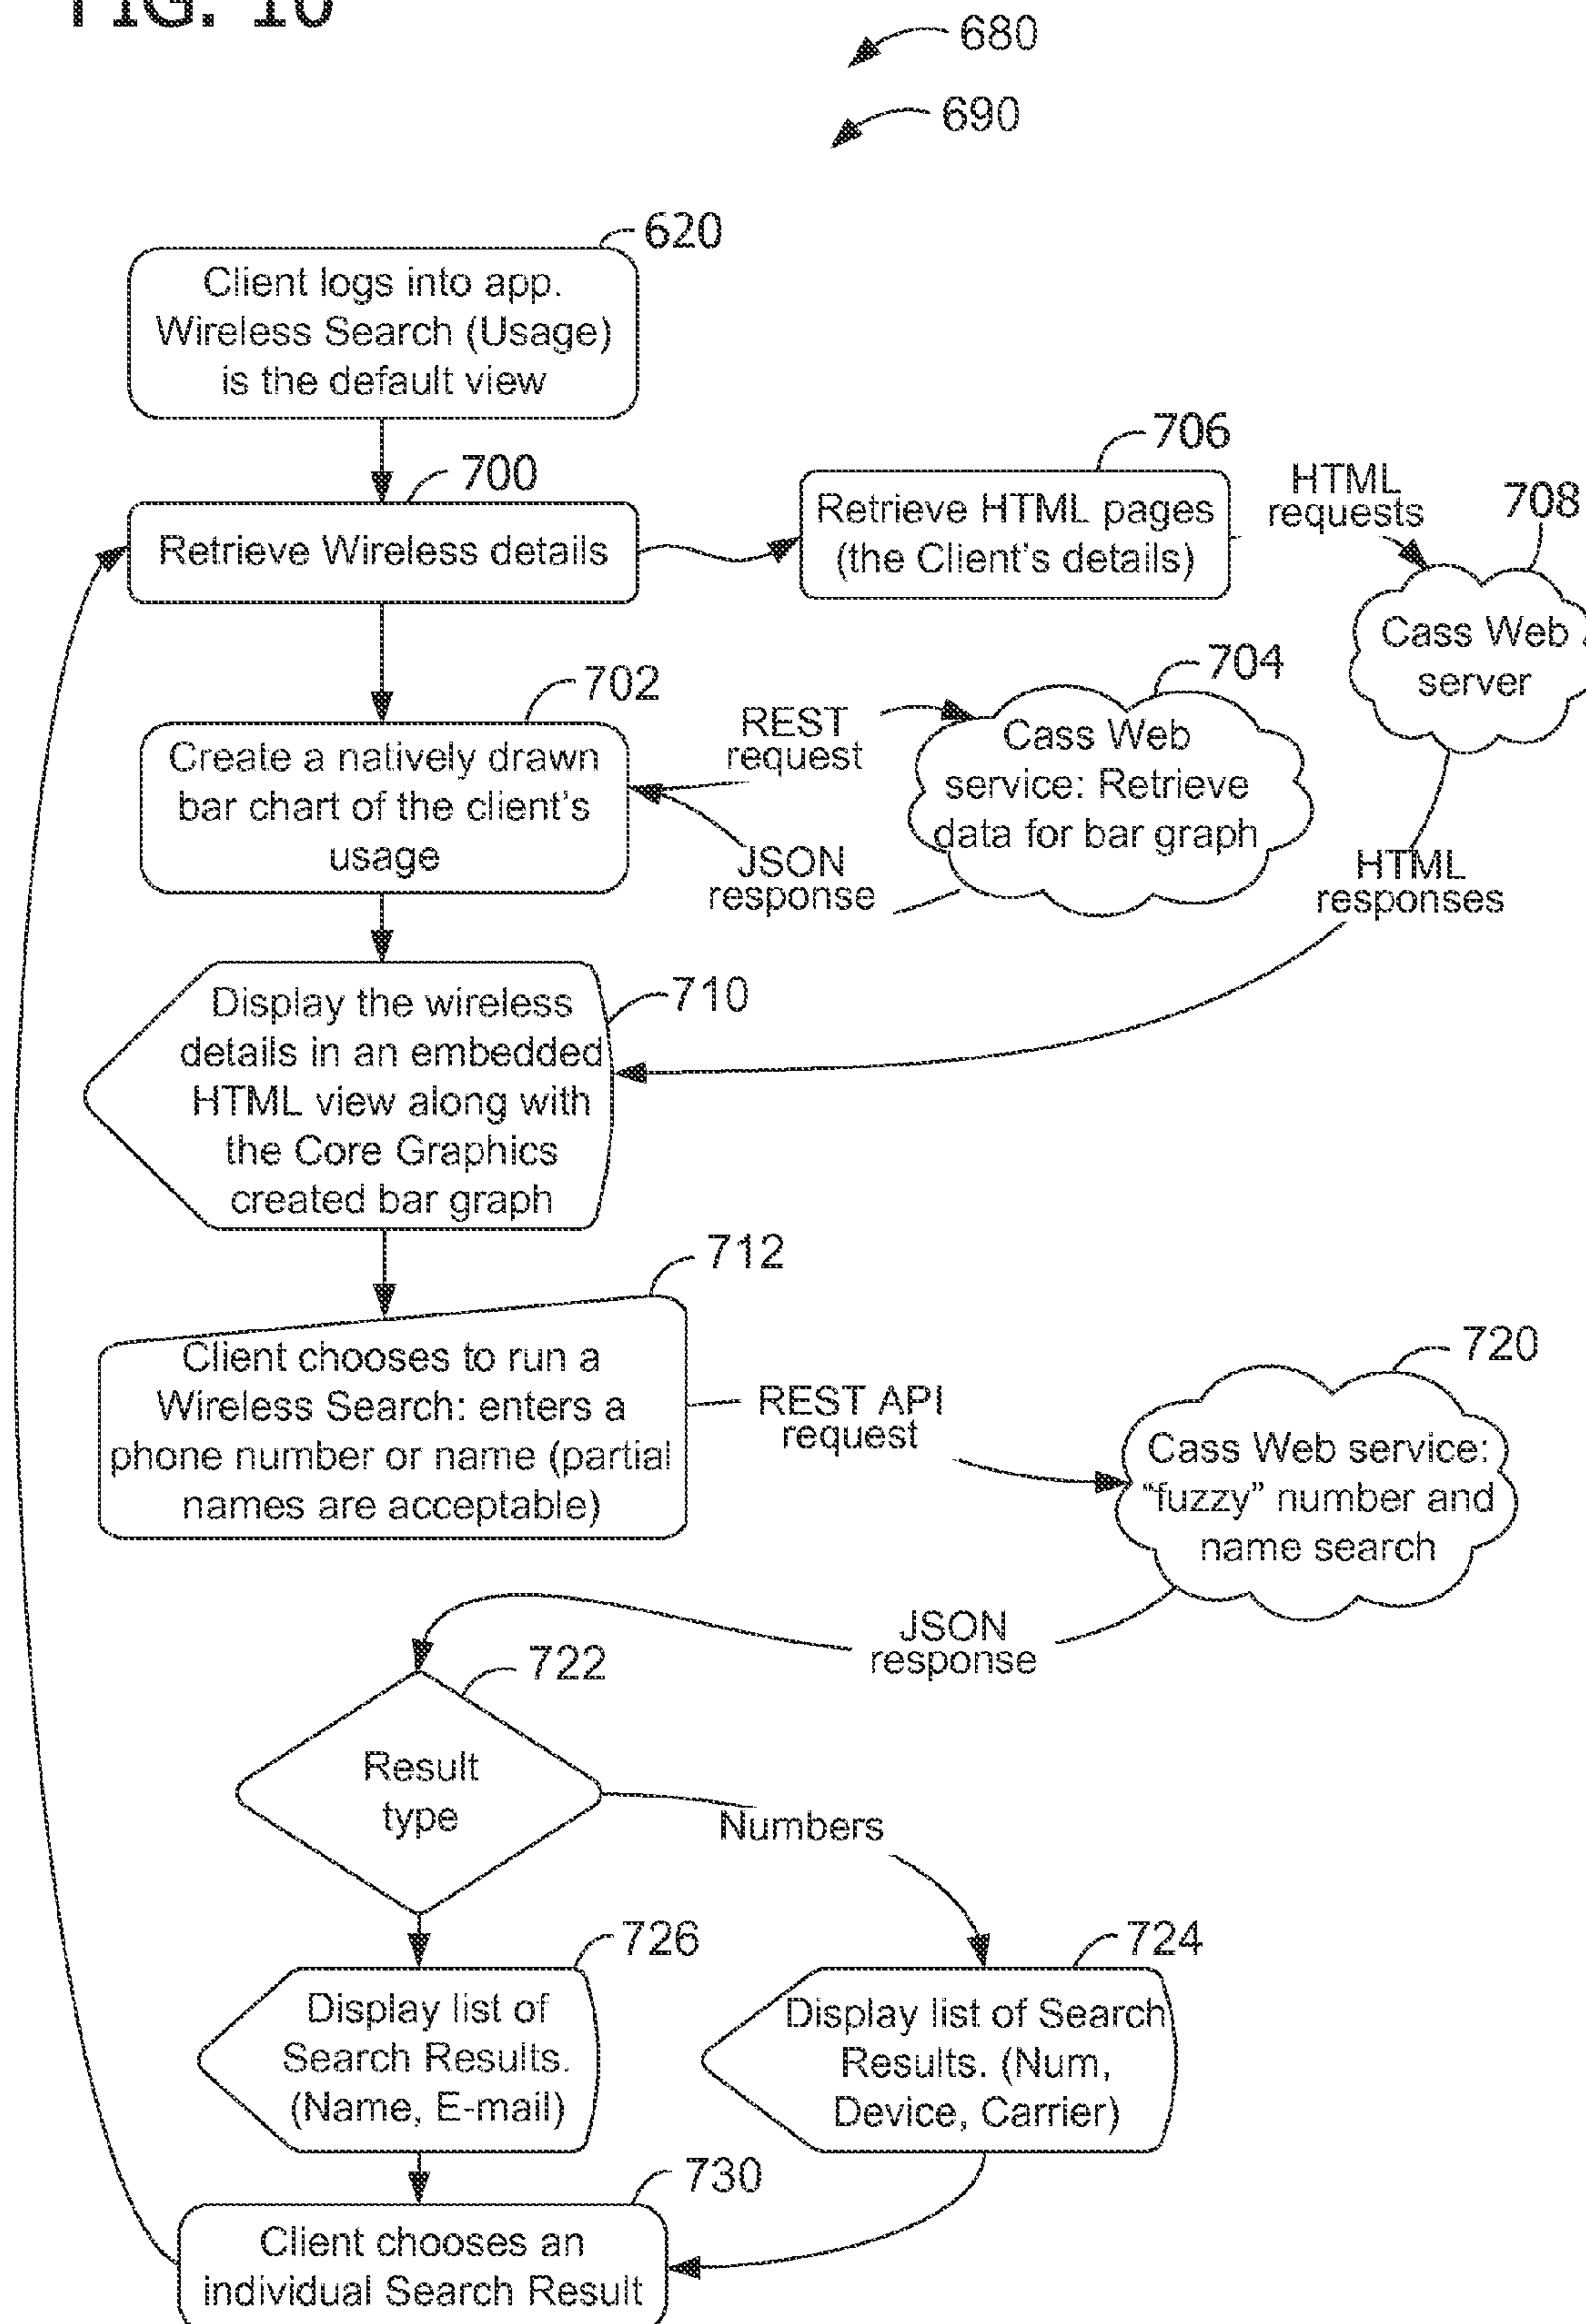 FIG. 10
680
690
620
Client logs into app.
Wireless Search (Usage)
is the default view
700
Retrieve Wireless details
706
Retrieve HTML pages
(the Client's details)
HTML
requests
708
Cass Web
server
702
Create a natively drawn
bar chart of the client's
usage
REST
request
704
Cass Web
service: Retrieve
data for bar graph
JSON
response
HTML
responses
710
Display the wireless
details in an embedded
HTML view along with
the Core Graphics
created bar graph
712
Client chooses to run a
Wireless Search: enters a
phone number or name (partial
names are acceptable)
REST API
request
720
Cass Web service:
“fuzzy” number and
name search
JSON
response
722
Result
type
Numbers
726
Display list of
Search Results.
(Name, E-mail)
724
Display list of Search
Results. (Num,
Device, Carrier)
730
Client chooses an
individual Search Result